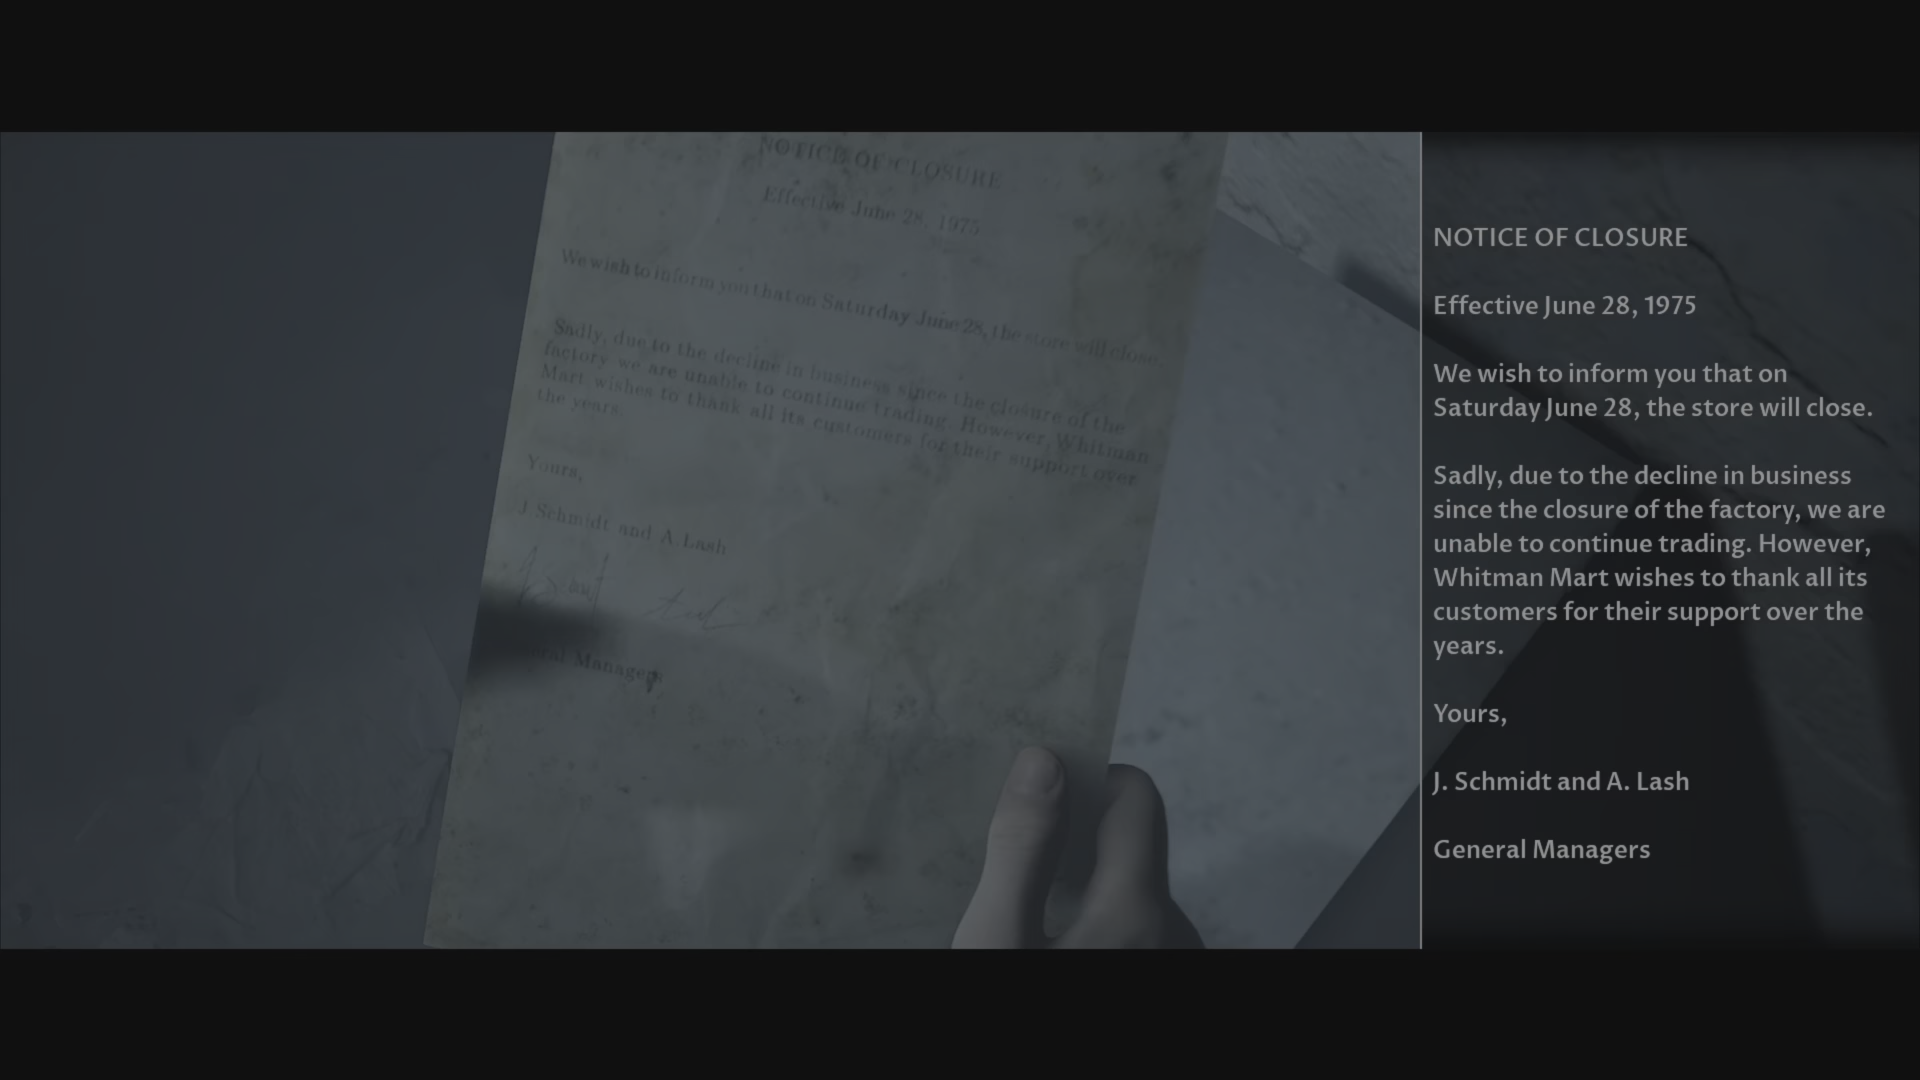 NOTICE OF CLOSURE
Effective June 28, 1975
We wish to inform you that on Saturday June 28, the store will close.
Sadly, due to the decline in business since the closure of the
factory we are unable to continue trading. However, Whitman
Mart wishes to thank all its customers for their support over
the years.
Yours,
J.Schmidt and A.Lash
Managers
NOTICE OF CLOSURE
Effective June 28, 1975
We wish to inform you that on
Saturday June 28, the store will close.
Sadly, due to the decline in business
since the closure of the factory, we are
unable to continue trading. However,
Whitman Mart wishes to thank all its
customers for their support over the
years.
Yours,
J. Schmidt and A. Lash
General Managers